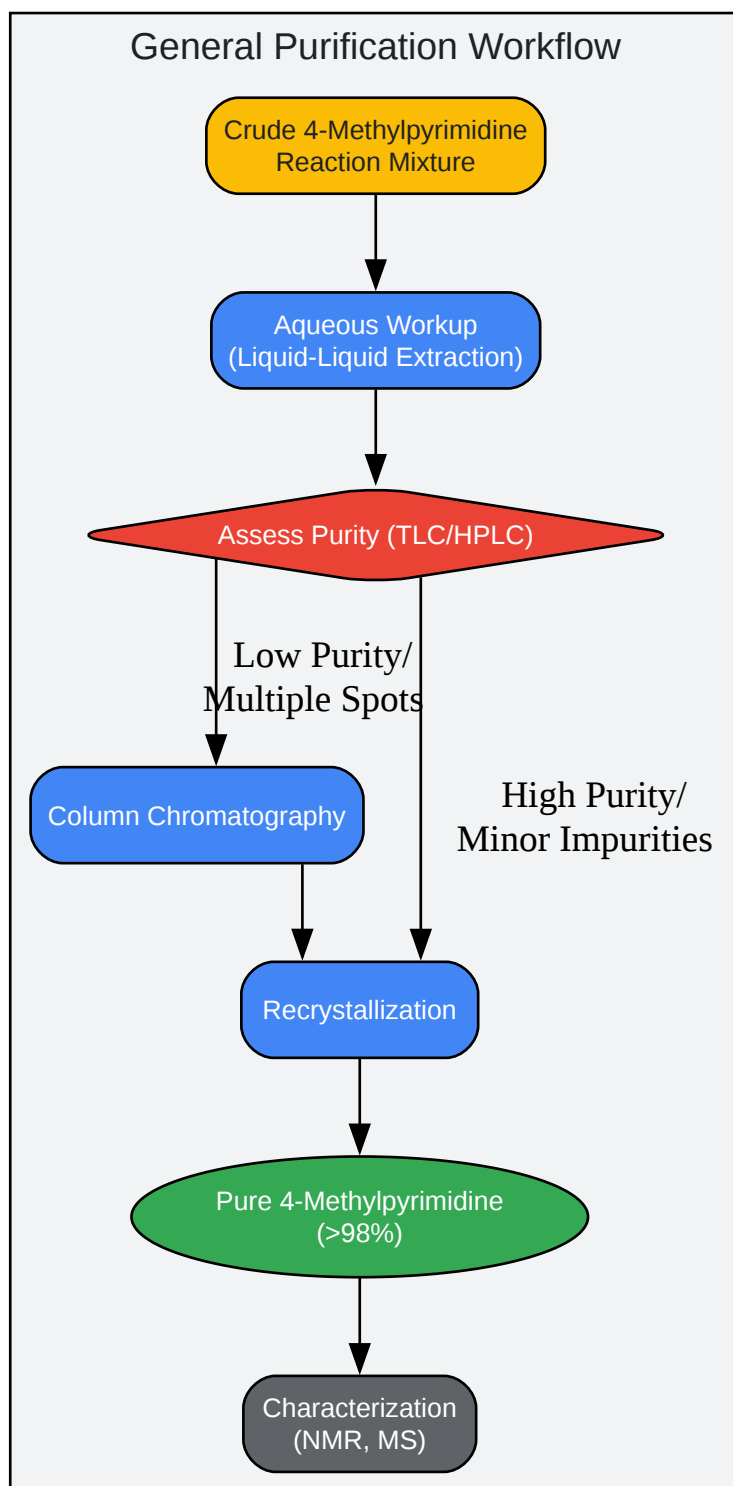 General Purification Workflow
Crude 4-Methylpyrimidine
Reaction Mixture
Aqueous Workup
(Liquid-Liquid Extraction)
Assess Purity (TLC/HPLC)
Low Purity/
Multiple Spots
Column Chromatography
High Purity/
Minor Impurities
Recrystallization
Pure 4-Methylpyrimidine
(>98%)
Characterization
(NMR, MS)